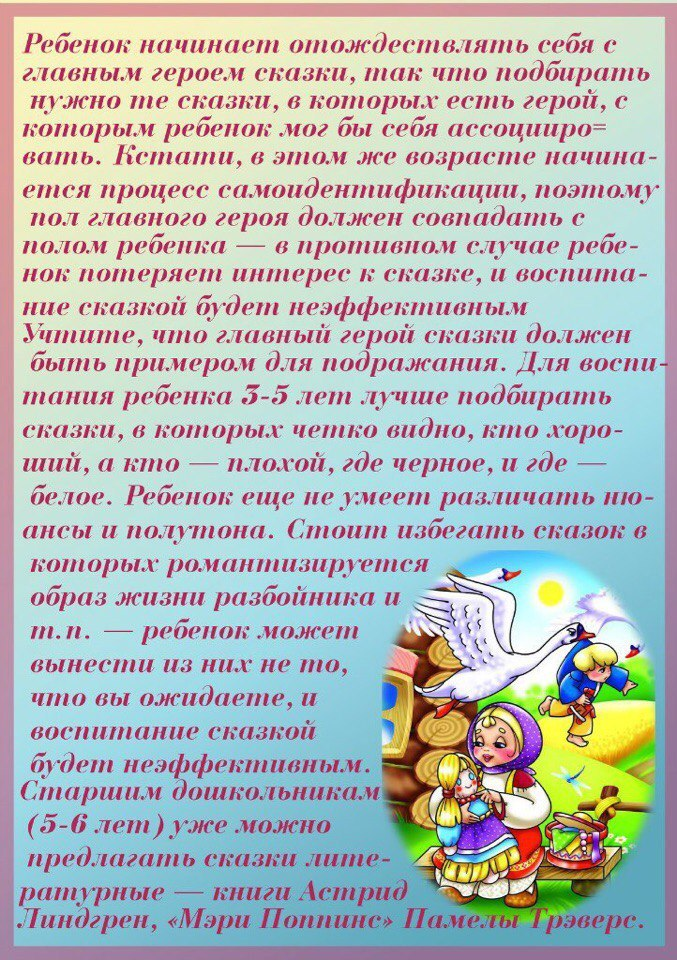 Ребенок начинает отождествлять себя с
главным героем сказки, так что подбирать
нужно те сказки, в которых есть герой, с
которым ребенок мог бы себя ассоцииро=
вать. Кстати, в этом же возрасте начина-
ется процесс самоидентификации, поэтому
пол главного героя должен совпадать с
полом ребенка — в противном случае ребе-
нок потеряет интерес к сказке, и воспита-
ние сказкой будет неэффективным
Учтите, что главный герой сказки должен
быть примером для подражания. Для воспи-
тания ребенка 3-5 лет лучше подбирать
сказки, в которых четко видно, кто хоро-
ший, а кто — плохой, где черное, и где —
белое. Ребенок еще не умеет различать ню-
ансы и полутона. Стоит избегать сказок в
которых романтизируется
образ жизни разбойника и
т.п. — ребенок может
вынести из них не то,
что вы ожидаете, и
воспитание сказкой
будет неэффективным.
Старшим дошкольникам
(5-6 лет) уже можно
предлагать сказки лите-
ратурные — книги Астрид
Линдгрен, «Мэри Поппинс» Памелы Трэверс.